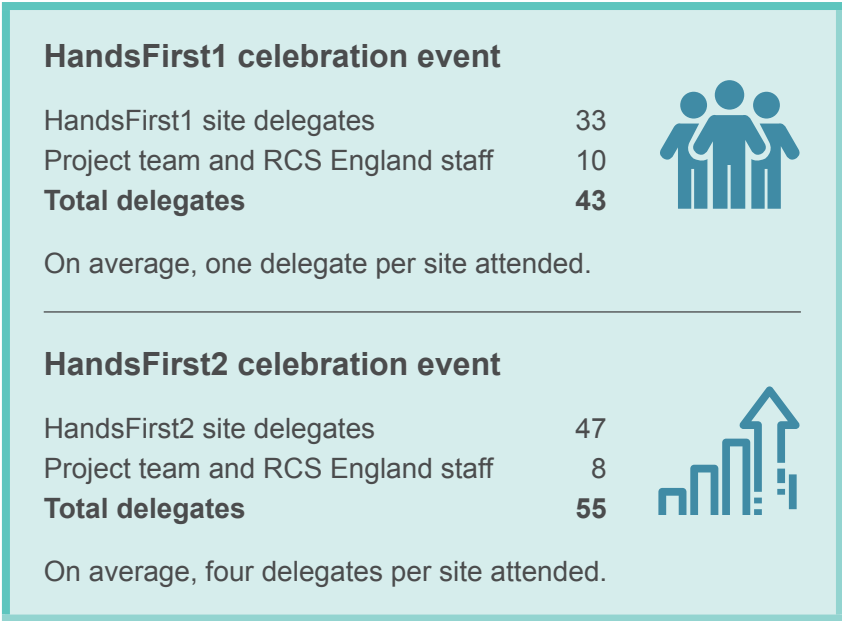 HandsFirst1 celebration event
HandsFirst1 site delegates 33
Project team and RCS England staff 10
Total delegates 43
On average, one delegate per site attended.
HandsFirst2 celebration event
HandsFirst2 site delegates 47
Project team and RCS England staff 8
Total delegates 55
On average, four delegates per site attended.